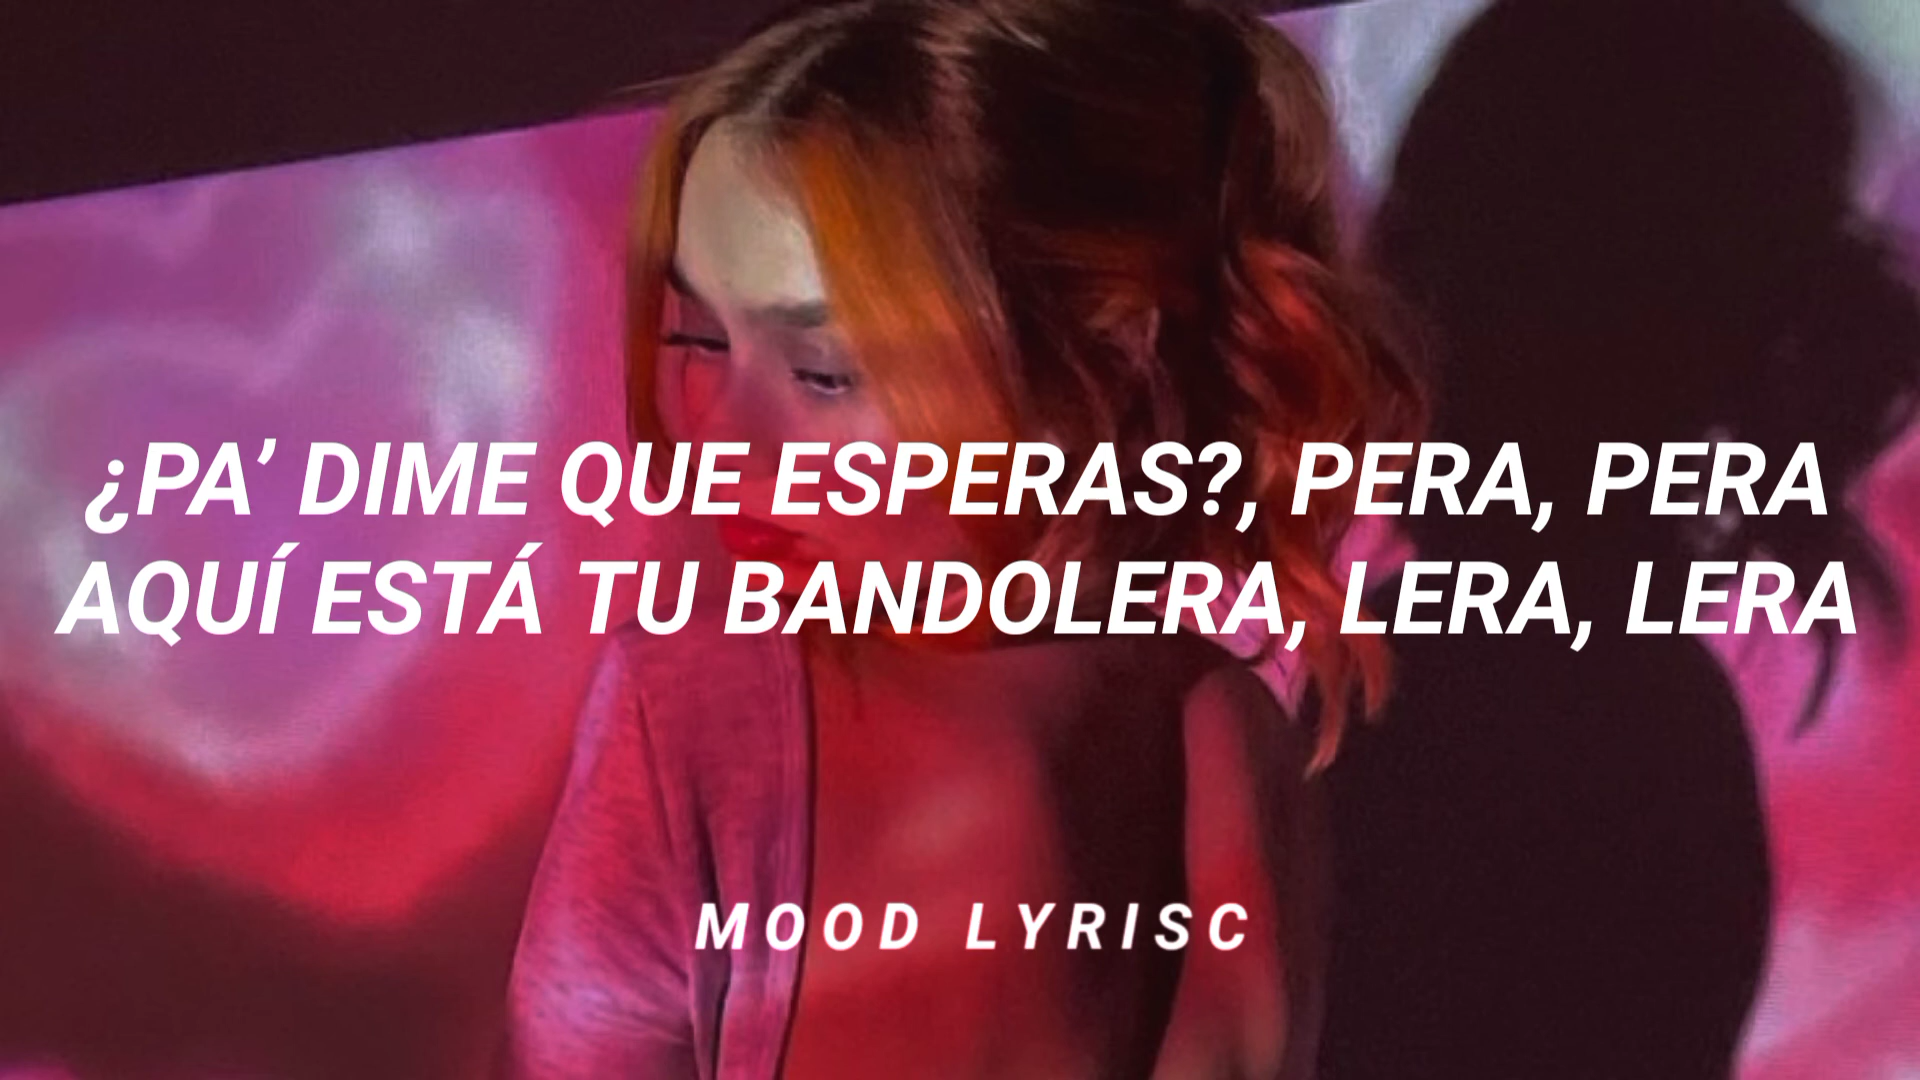 ¿PA’ DIME QUE ESPERAS?, PERA, PERA
AQUÍ ESTÁ TU BANDOLERA, LERA, LERA
MOOD LYRISC